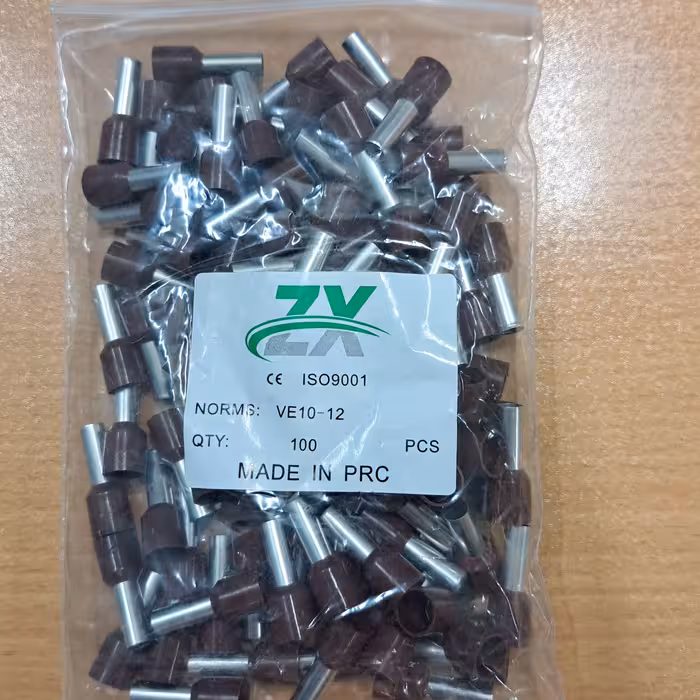 ZX
CE ISO9001
NORMS: VE10-12
QTY: 100 PCS
MADE IN PRC